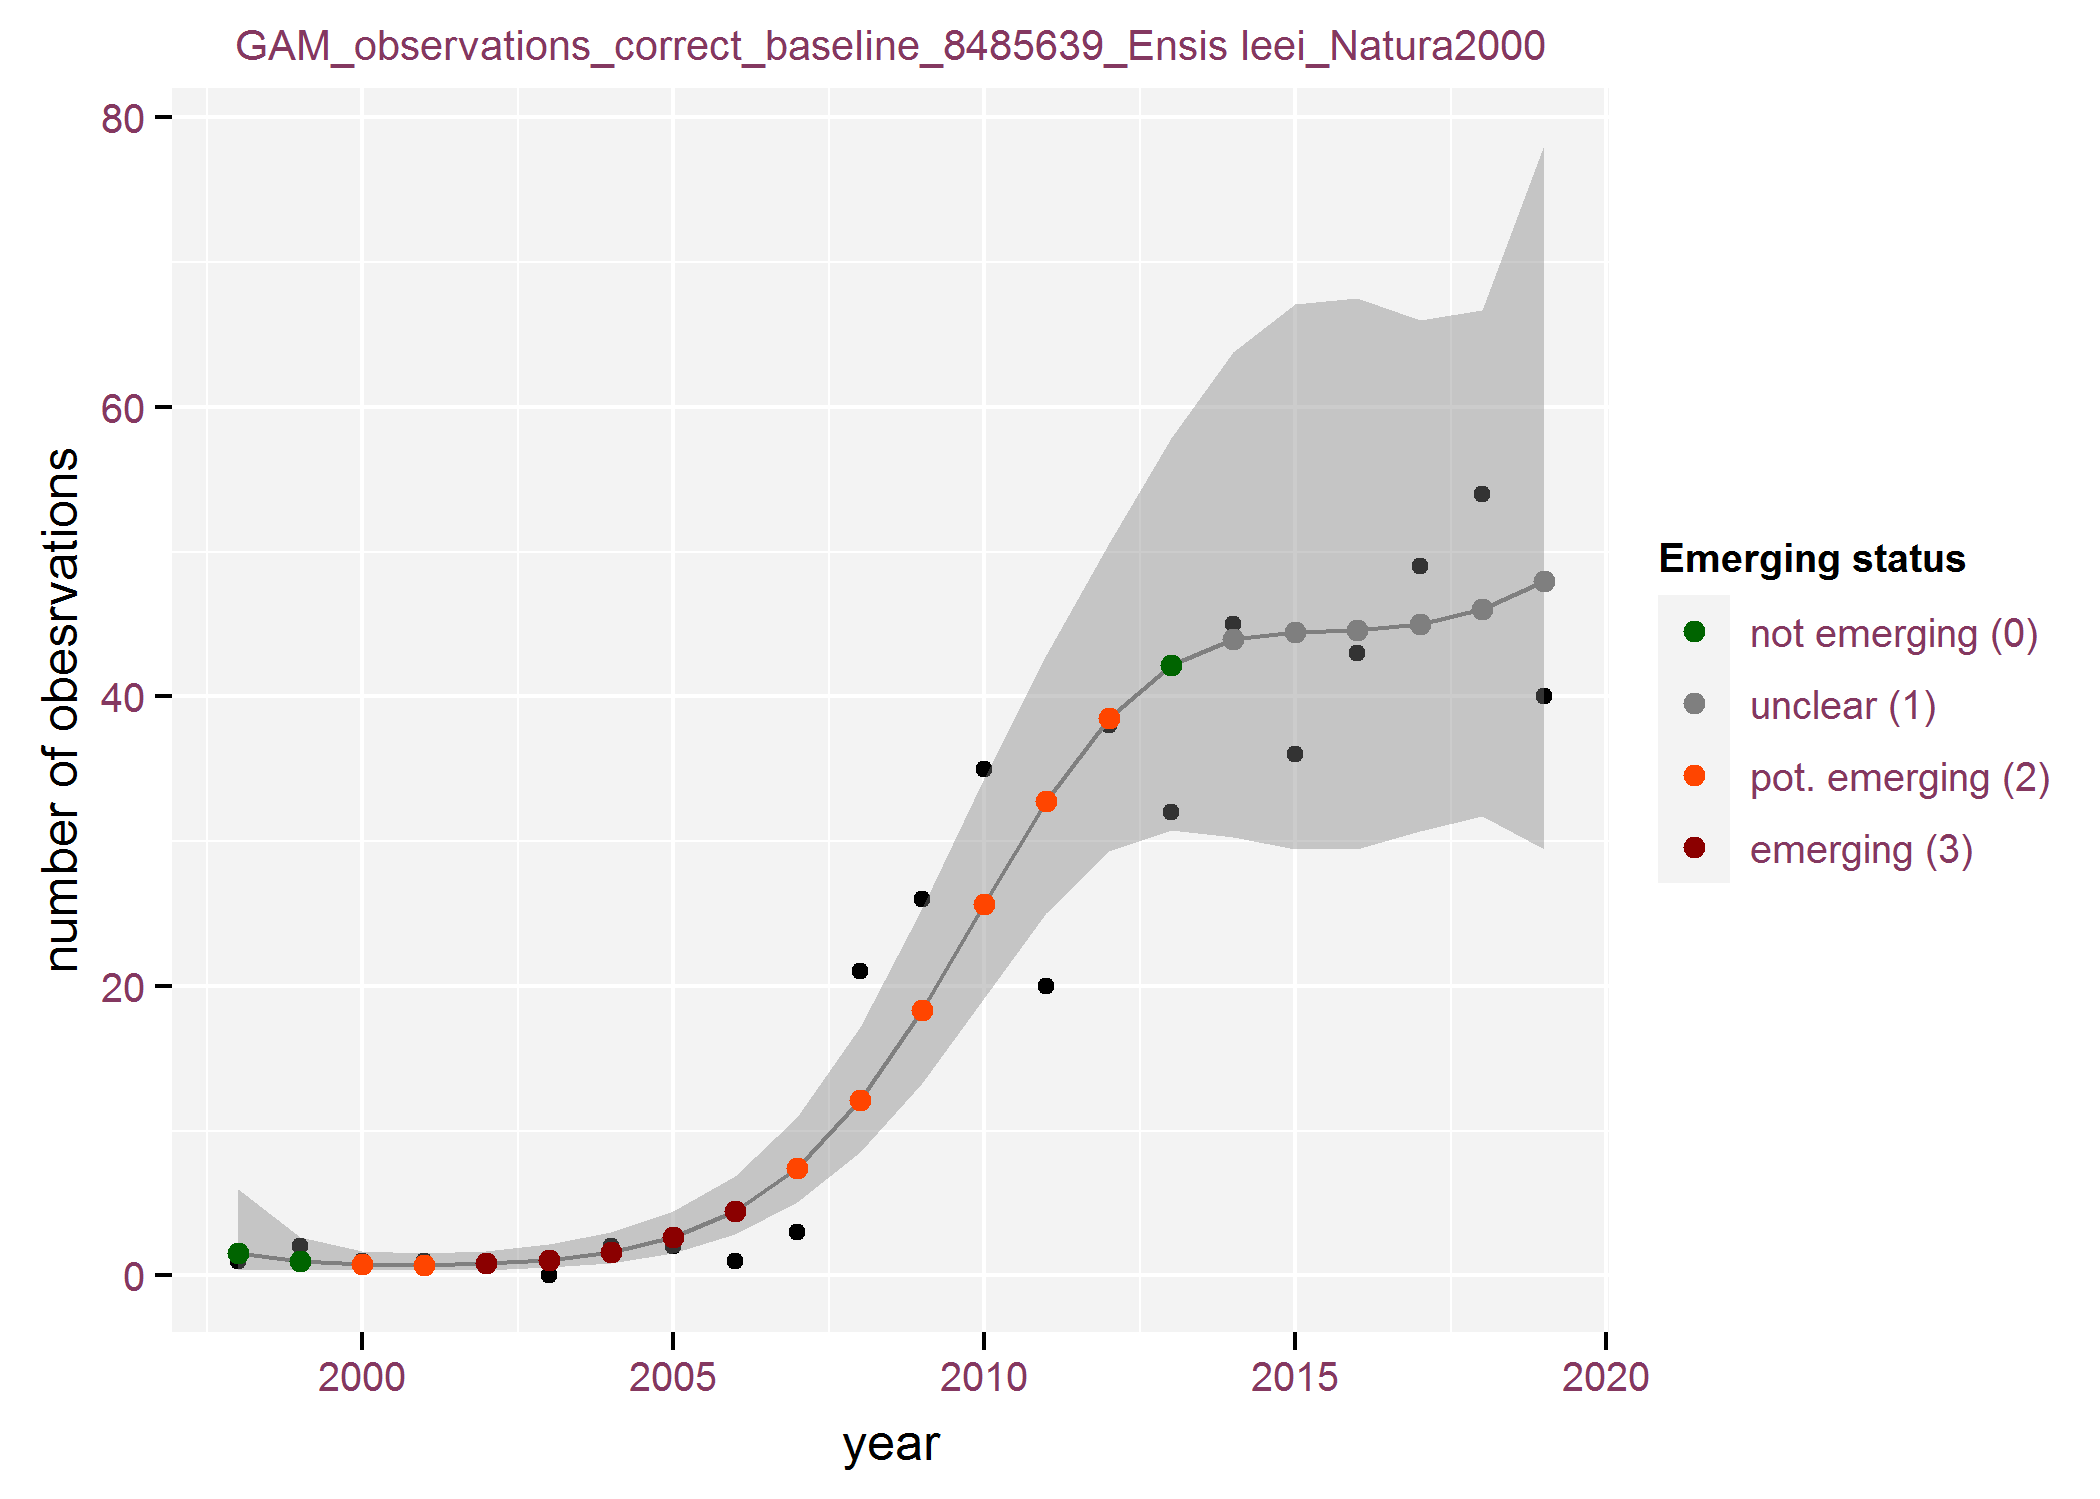 GAM_observations_correct_baseline_8485639_Ensis leei_Natura2000
80
60
40
20
0
number of obesrvations
2000 2005 2010 2015 2020
year
Emerging status
not emerging (0)
unclear (1)
pot. emerging (2)
emerging (3)